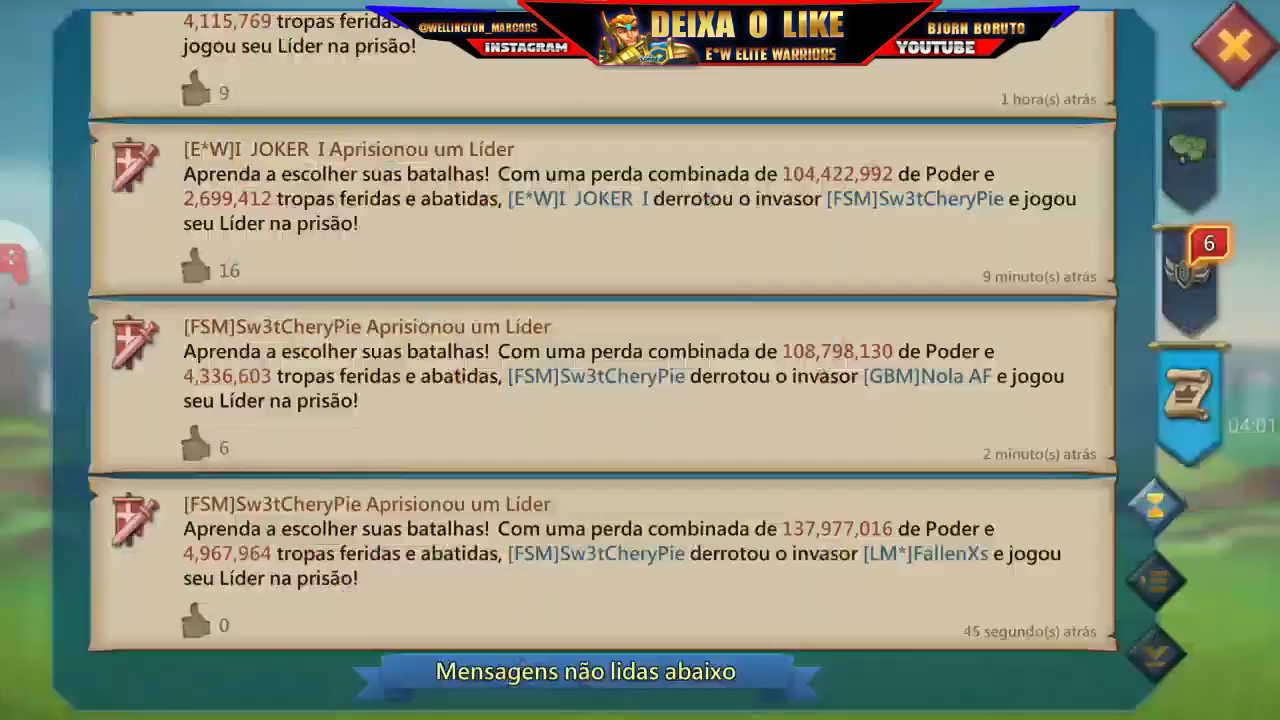 4,115,769 tropas feridas
jogou seu Líder na prisão!
@WELLINGTON_MARGOOS
INSTAGRAM
DEIXA O LIKE
E*W ELITE WARRIORS
BJORN BORUTO
YOUTUBE
9
1 hora(s) atrás
[E*W]I JOKER I Aprisionou um Líder
Aprenda a escolher suas batalhas! Com uma perda combinada de 104,422,992 de Poder e
2,699,412 tropas feridas e abatidas, [E*W]I JOKER I derrotou o invasor [FSM]Sw3tCheryPie e jogou
seu Líder na prisão!
16
9 minuto(s) atrás
6
[FSM]Sw3tCheryPie Aprisionou um Líder
Aprenda a escolher suas batalhas! Com uma perda combinada de 108,798,130 de Poder e
4,336,603 tropas feridas e abatidas, [FSM]Sw3tCheryPie derrotou o invasor [GBM]Nola AF e jogou
seu Líder na prisão!
6
2 minuto(s) atrás
04:01
[FSM]Sw3tCheryPie Aprisionou um Líder
Aprenda a escolher suas batalhas! Com uma perda combinada de 137,977,016 de Poder e
4,967,964 tropas feridas e abatidas, [FSM]Sw3tCheryPie derrotou o invasor [LM*]FallenXs e jogou
seu Líder na prisão!
0
45 segundo(s) atrás
Mensagens não lidas abaixo